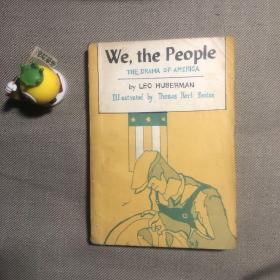 We, the People
THE DRAMA OF AMERICA
by LEO HUBERMAN
Illustrated by Thomas Hart Benton